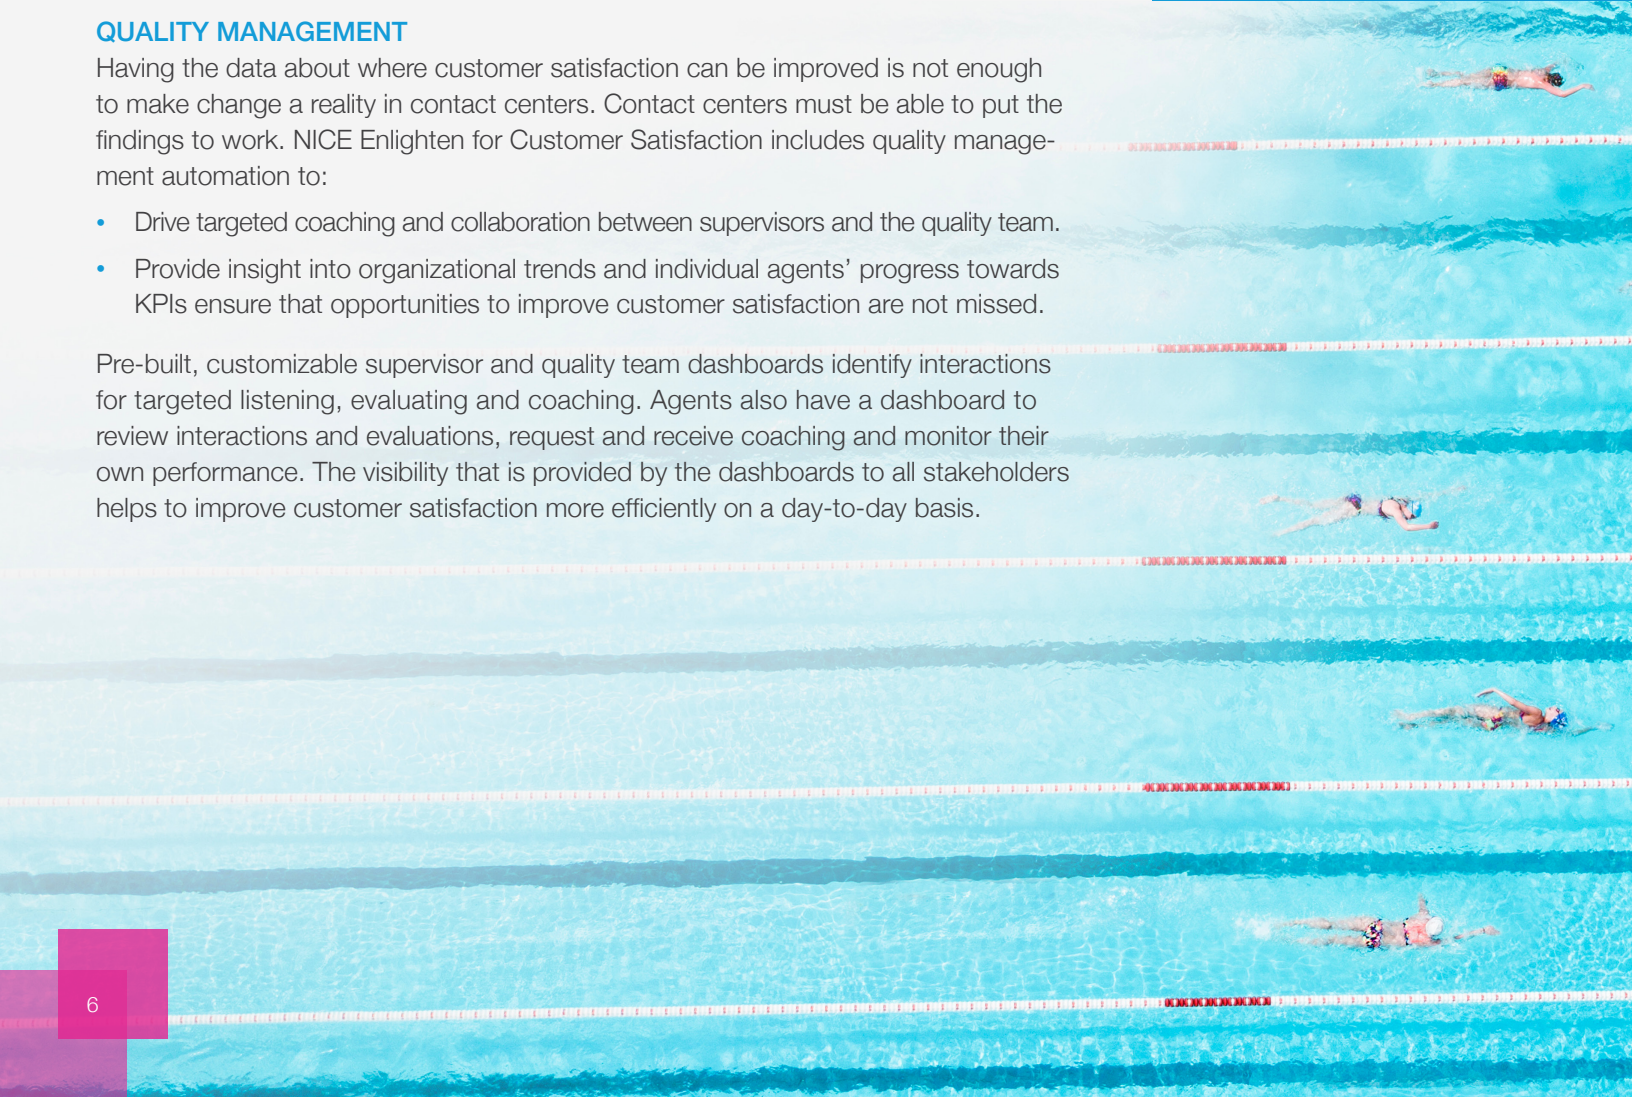 QUALITY MANAGEMENT
Having the data about where customer satisfaction can be improved is not enough
to make change a reality in contact centers. Contact centers must be able to put the
findings to work. NICE Enlighten for Customer Satisfaction includes quality manage-
ment automation to:
• Drive targeted coaching and collaboration between supervisors and the quality team.
• Provide insight into organizational trends and individual agents’ progress towards
KPIs ensure that opportunities to improve customer satisfaction are not missed.
Pre-built, customizable supervisor and quality team dashboards identify interactions
for targeted listening, evaluating and coaching. Agents also have a dashboard to
review interactions and evaluations, request and receive coaching and monitor their
own performance. The visibility that is provided by the dashboards to all stakeholders
helps to improve customer satisfaction more efficiently on a day-to-day basis.
6